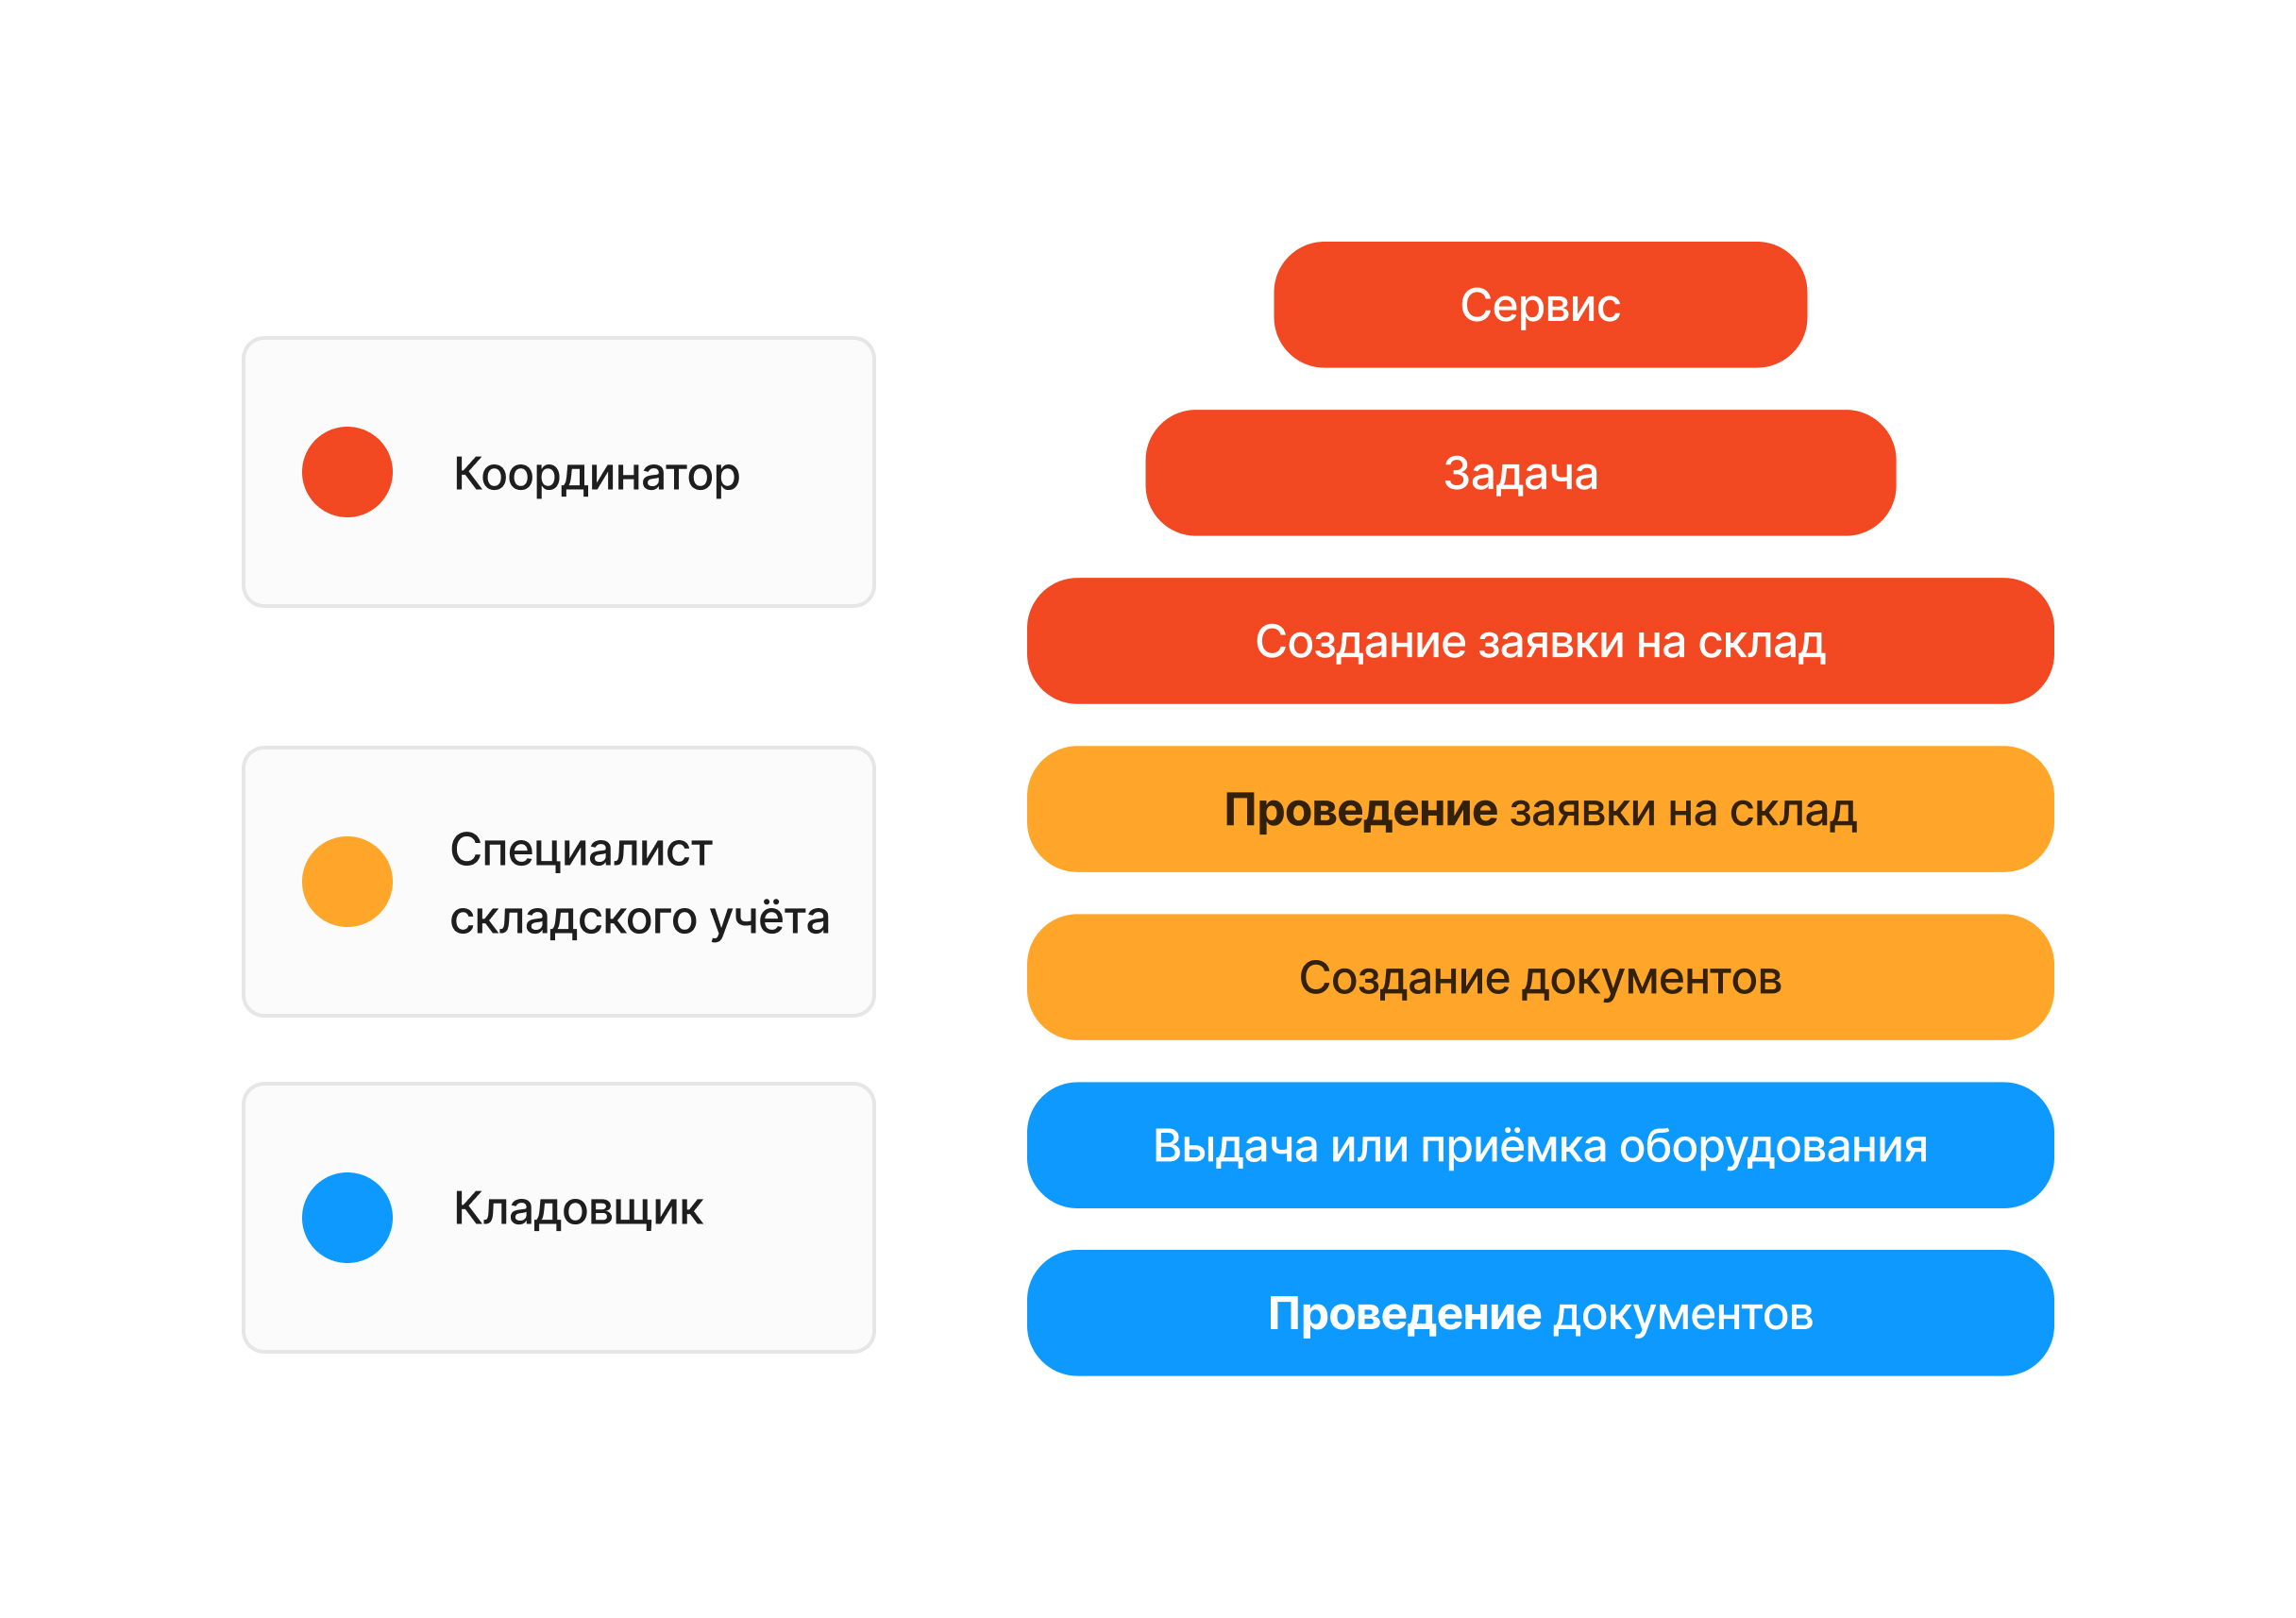 Координатор
Специалист
складского учёта
Кладовщик
Сервис
Задача
Создание заявки на склад
Проведение заявки на склад
Создание документов
Выдача или приёмка оборудования
Проведение документов